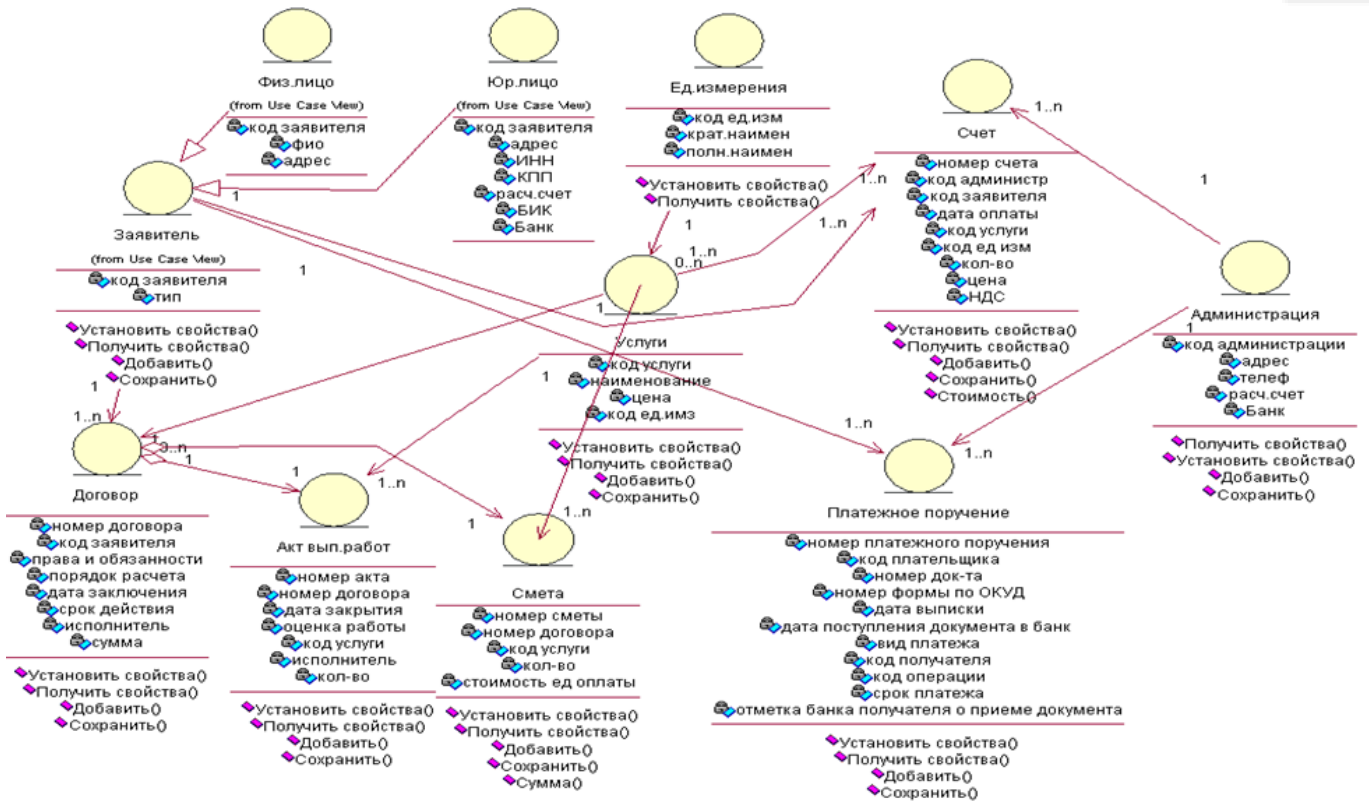 Физ.лицо
(from Use Case View)
код заявителя
фио
адрес
Юр.лицо
(from Use Case View)
код заявителя
адрес
ИНН
КПП
расч.счет
БИК
Банк
Ед.измерения
код ед.изм
крат.наимен
полн.наимен
Установить свойства()
Получить свойства()
Счет
номер счета
код администр
код заявителя
дата оплаты
код услуги
код ед изм
кол-во
цена
НДС
Установить свойства()
Получить свойства()
Добавить()
Сохранить()
Стоимость()
1..n
1
1..n
1..n
1
1
1
1..n
0..n
1
Заявитель
(from Use Case View)
код заявителя
тип
Установить свойства()
Получить свойства()
Добавить()
Сохранить()
Услуги
код услуги
наименование
цена
код ед.имз
Установить свойства()
Получить свойства()
Добавить()
Сохранить()
Администрация
1
код администрации
адрес
телеф
расч.счет
Банк
Получить свойства()
Установить свойства()
Добавить()
Сохранить()
1
1..n
1
1
1..n
1
1..n
1..n
1..n
Договор
номер договора
код заявителя
права и обязанности
порядок расчета
дата заключения
срок действия
исполнитель
сумма
Установить свойства()
Получить свойства()
Добавить()
Сохранить()
Акт вып.работ
номер акта
номер договора
дата закрытия
оценка работы
код услуги
исполнитель
кол-во
Установить свойства()
Получить свойства()
Добавить()
Сохранить()
Смета
номер сметы
номер договора
код услуги
кол-во
стоимость ед оплаты
Установить свойства()
Получить свойства()
Добавить()
Сохранить()
Сумма()
Платежное поручение
номер платежного поручения
код плательщика
номер док-та
номер формы по ОКУД
дата выписки
дата поступления документа в банк
вид платежа
код получателя
код операции
срок платежа
отметка банка получателя о приеме документа
Установить свойства()
Получить свойства()
Добавить()
Сохранить()